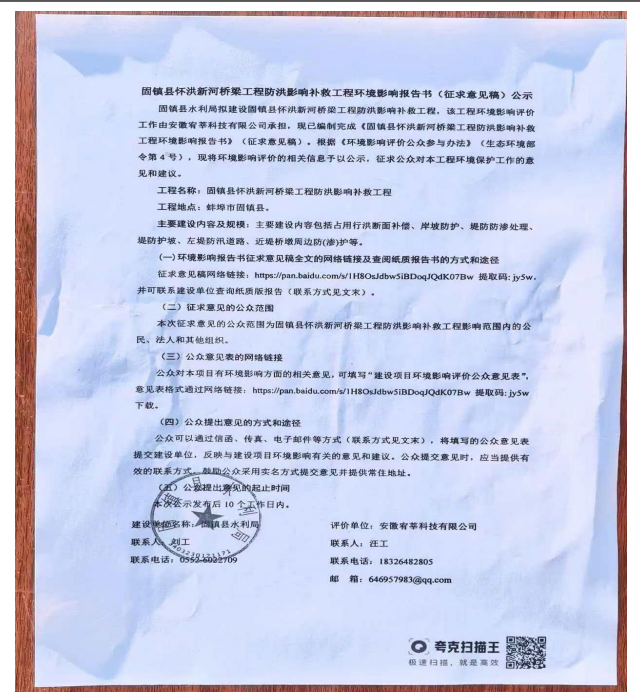 固镇县怀洪新河桥梁工程防洪影响补救工程环境影响报告书（征求意见稿）公示
固镇县水利局拟建设固镇县怀洪新河桥梁工程防洪影响补救工程，该工程环境影响评价
工作由安徽宥莘科技有限公司承担，现已编制完成《固镇县怀洪新河桥梁工程防洪影响补救
工程环境影响报告书》（征求意见稿）。根据《环境影响评价公众参与办法》（生态环境部
令第 4 号），现将环境影响评价的相关信息予以公示，征求公众对本工程环境保护工作的意
见和建议。
工程名称：固镇县怀洪新河桥梁工程防洪影响补救工程
工程地点：蚌埠市固镇县。
主要建设内容及规模：主要建设内容包括占用行洪断面补偿、岸坡防护、堤防防渗处理、
堤防护坡、左堤防汛道路、近堤桥墩周边防(渗)护等。
(一)环境影响报告书征求意见稿全文的网络链接及查阅纸质报告书的方式和途径
征求意见稿网络链接：https://pan.baidu.com/s/1H8OsJdbw5iBDoqJQdK07Bw 提取码: jy5w，
并可联系建设单位查询纸质版报告（联系方式见文末）。
（二）征求意见的公众范围
本次征求意见的公众范围为固镇县怀洪新河桥梁工程防洪影响补救工程影响范围内的公
民、法人和其他组织。
（三）公众意见表的网络链接
公众对本项目有环境影响方面的相关意见，可填写“建设项目环境影响评价公众意见表”，
意见表格式通过网络链接：https://pan.baidu.com/s/1H8OsJdbw5iBDoqJQdK07Bw 提取码: jy5w
下载。
（四）公众提出意见的方式和途径
公众可以通过信函、传真、电子邮件等方式（联系方式见文末），将填写的公众意见表
提交建设单位，反映与建设项目环境影响有关的意见和建议。公众提交意见时，应当提供有
效的联系方式。鼓励公众采用实名方式提交意见并提供常住地址。
（五）公众提出意见的起止时间
本次公示发布后 10 个工作日内。
建设单位名称：固镇县水利局
联系人：刘工
联系电话：0552-6022709
评价单位：安徽宥莘科技有限公司
联系人：汪工
联系电话：18326482805
邮 箱：646957983@qq.com
固镇县水利局
夸克扫描王
极速扫描，就是高效